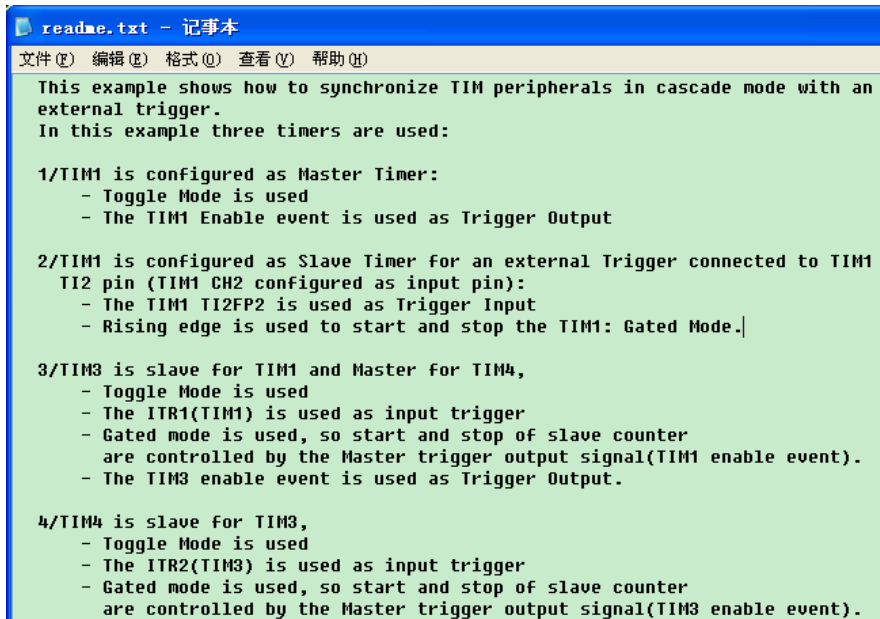 readme.txt - 记事本
文件(F) 编辑(E) 格式(O) 查看(V) 帮助(H)
This example shows how to synchronize TIM peripherals in cascade mode with an
external trigger.
In this example three timers are used:
1/TIM1 is configured as Master Timer:
- Toggle Mode is used
- The TIM1 Enable event is used as Trigger Output
2/TIM1 is configured as Slave Timer for an external Trigger connected to TIM1
TI2 pin (TIM1 CH2 configured as input pin):
- The TIM1 TI2FP2 is used as Trigger Input
- Rising edge is used to start and stop the TIM1: Gated Mode.
3/TIM3 is slave for TIM1 and Master for TIM4,
- Toggle Mode is used
- The ITR1(TIM1) is used as input trigger
- Gated mode is used, so start and stop of slave counter
are controlled by the Master trigger output signal(TIM1 enable event).
- The TIM3 enable event is used as Trigger Output.
4/TIM4 is slave for TIM3,
- Toggle Mode is used
- The ITR2(TIM3) is used as input trigger
- Gated mode is used, so start and stop of slave counter
are controlled by the Master trigger output signal(TIM3 enable event).